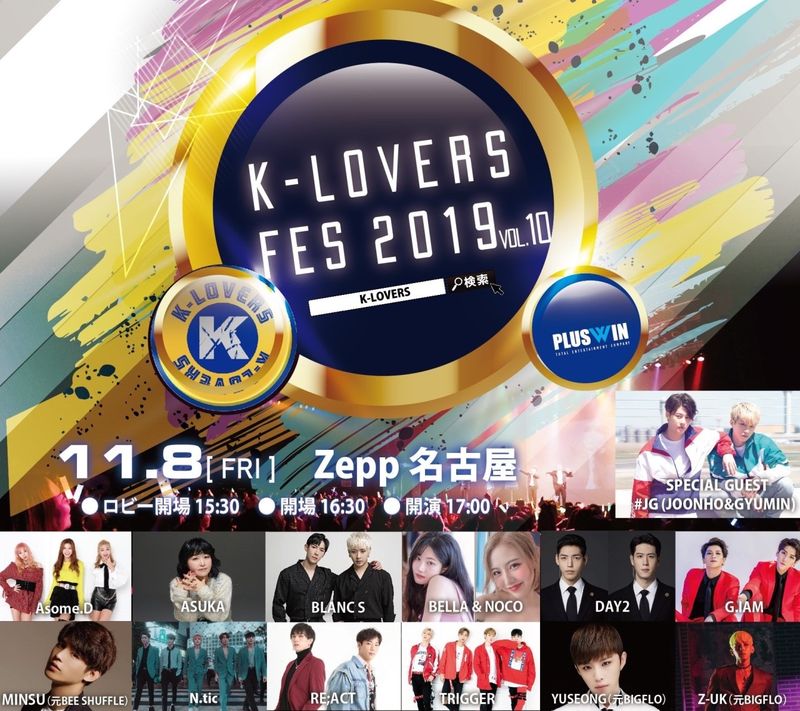 K-LOVERS
FES 2019 VOL.10
K-LOVERS 検索
K-LOVERS
K
K-LOVERS
PLUSWIN
TOTAL ENTERTAINMENT COMPANY
11.8 [ FRI ] Zepp 名古屋
● ロビー開場 15:30 ● 開場 16:30 ● 開演 17:00
SPECIAL GUEST
#JG (JOONHO&GYUMIN)
Asome.D ASUKA BLANC S BELLA & NOCO DAY2 G.IAM
MINSU (元BEE SHUFFLE) N.tic RE;ACT TRIGGER YUSEONG (元BIGFLO) Z-UK (元BIGFLO)